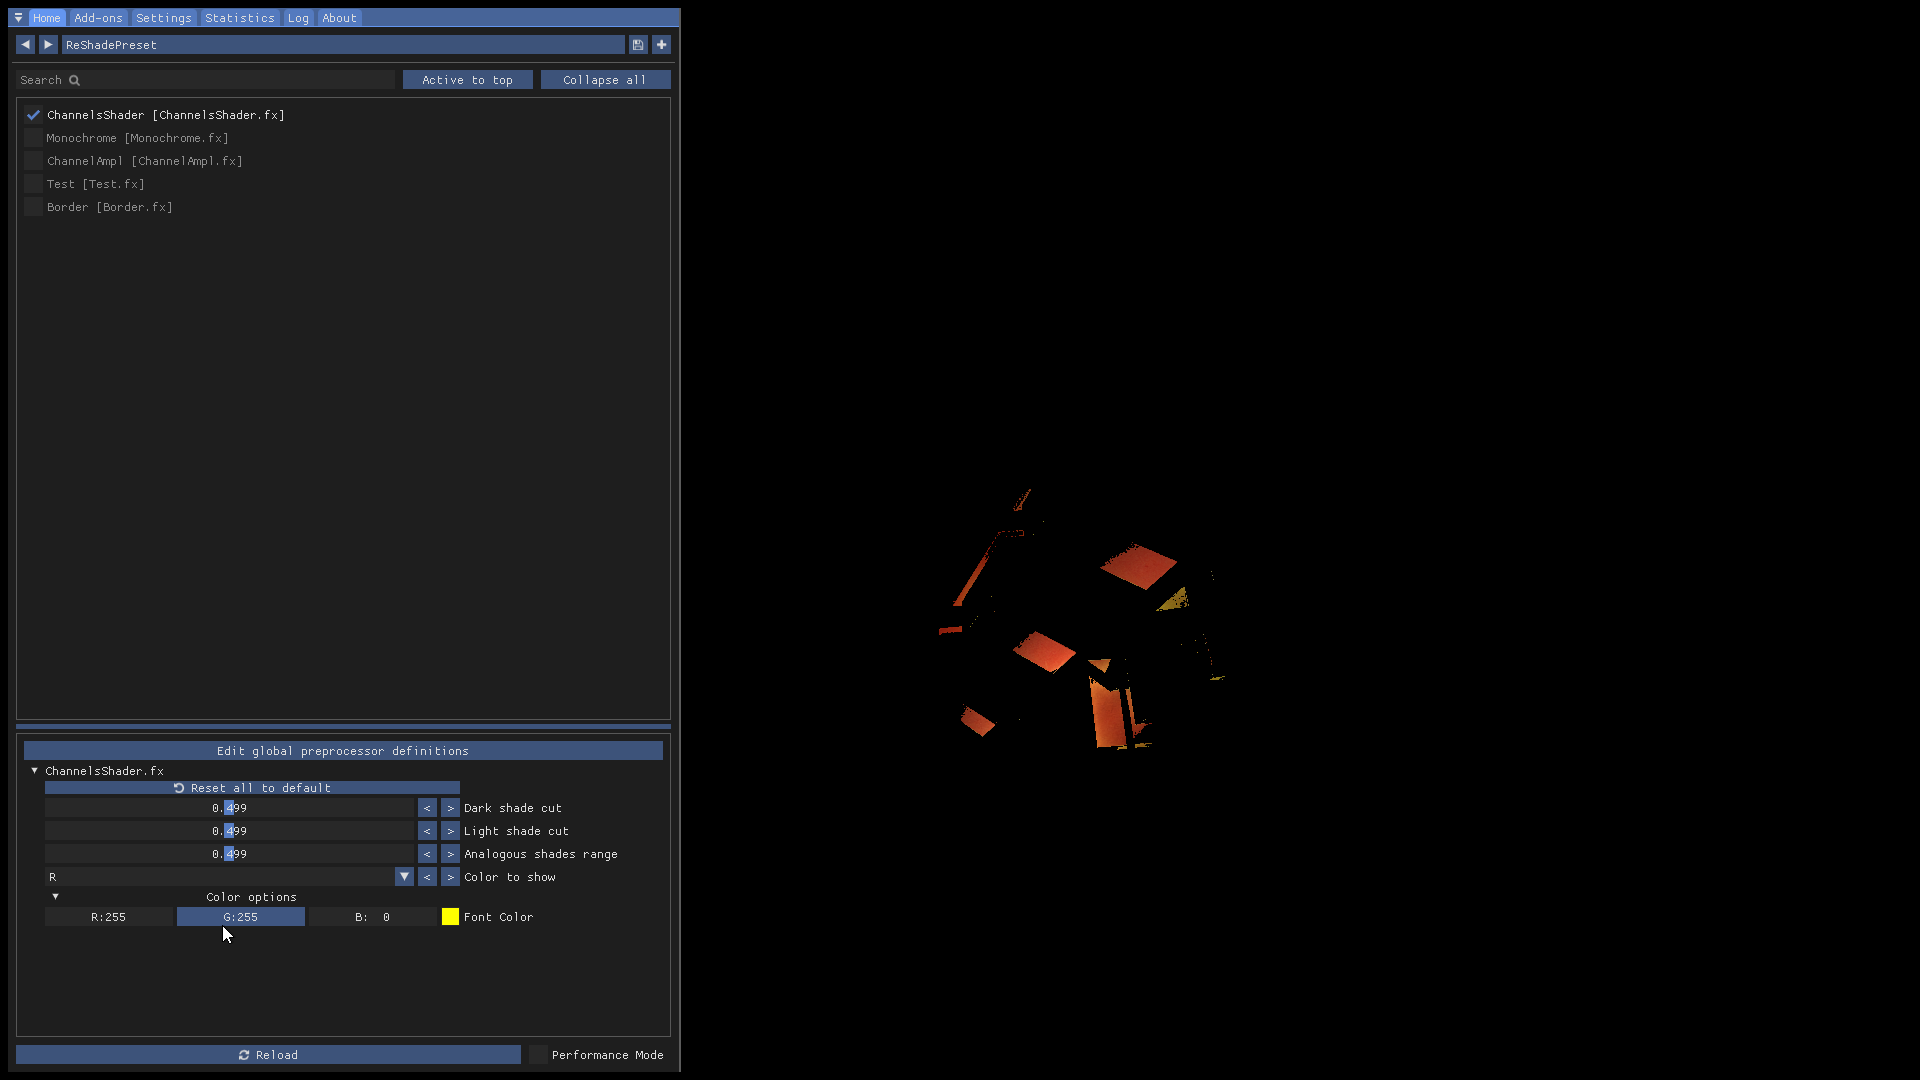 Home Add-ons Settings Statistics Log About
ReShadePreset
Search Active to top Collapse all
ChannelsShader [ChannelsShader.fx]
Monochrome [Monochrome.fx]
ChannelAmpl [ChannelAmpl.fx]
Test [Test.fx]
Border [Border.fx]
Edit global preprocessor definitions
ChannelsShader.fx
Reset all to default
0.499 < > Dark shade cut
0.499 < > Light shade cut
0.499 < > Analogous shades range
R < > Color to show
Color options
R:255 G:255 B: 0 Font Color
Reload Performance Mode